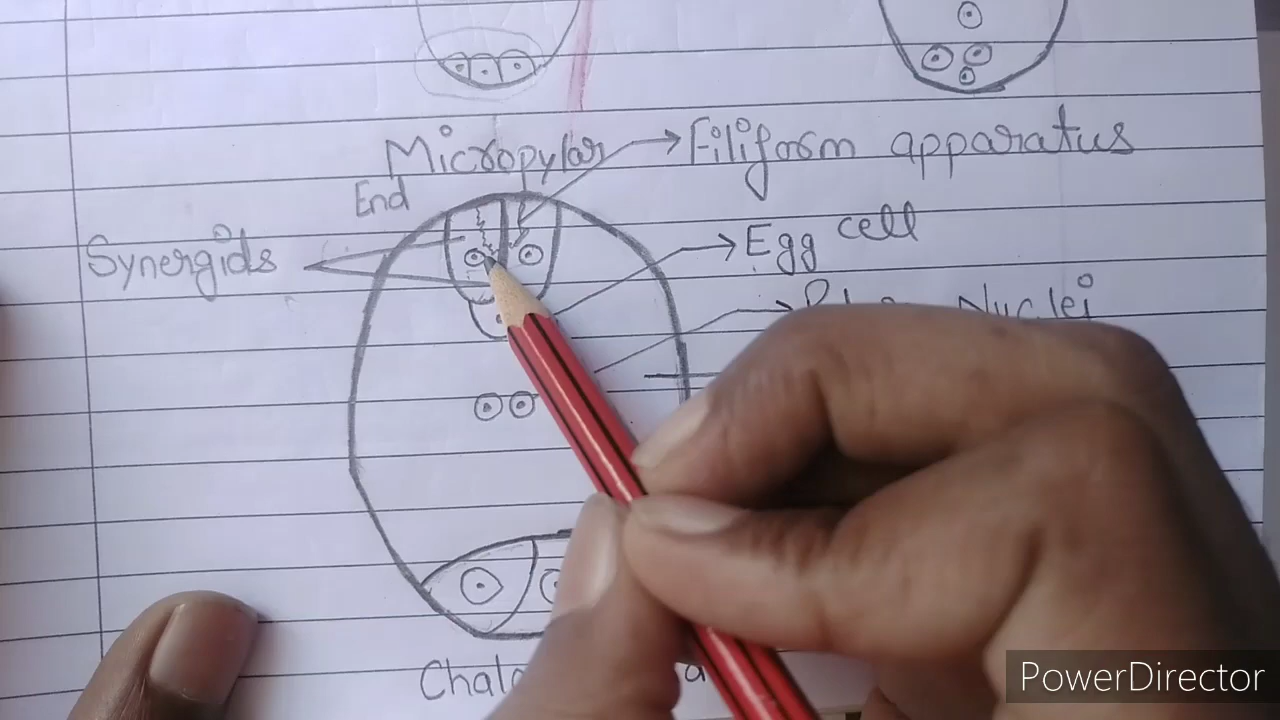 Micropylar
End
Filiform apparatus
Synergids
Egg cell
Nuclei
PowerDirector